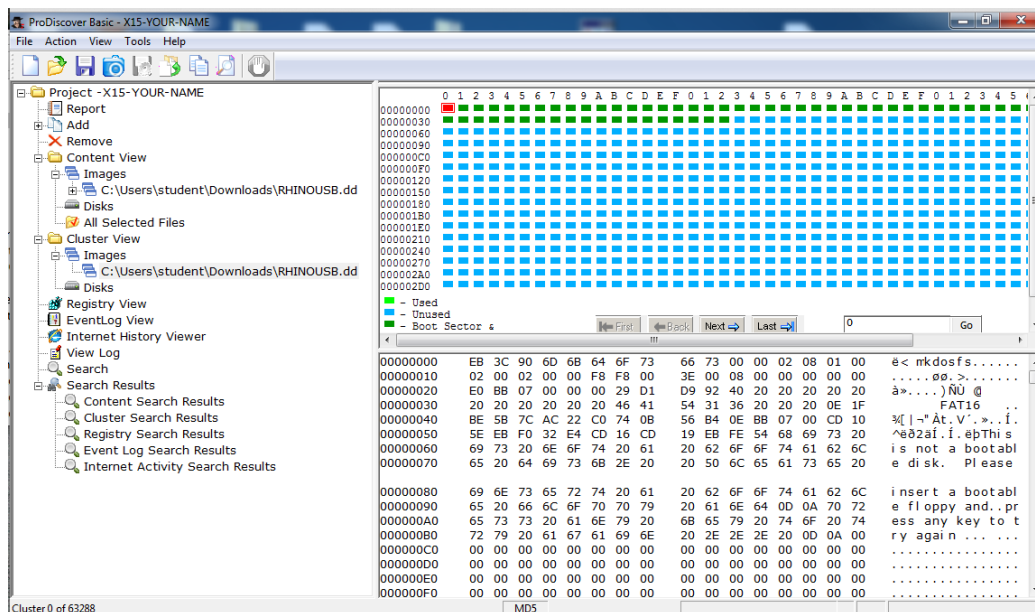 ProDiscover Basic - X15-YOUR-NAME
File Action View Tools Help
Project -X15-YOUR-NAME
Report
Add
Remove
Content View
Images
C:\Users\student\Downloads\RHINOUSB.dd
Disks
All Selected Files
Cluster View
Images
C:\Users\student\Downloads\RHINOUSB.dd
Disks
Registry View
EventLog View
Internet History Viewer
View Log
Search
Search Results
Content Search Results
Cluster Search Results
Registry Search Results
Event Log Search Results
Internet Activity Search Results
0 1 2 3 4 5 6 7 8 9 A B C D E F 0 1 2 3 4 5 6 7 8 9 A B C D E F 0 1 2 3 4 5
00000000
00000030
00000060
00000090
000000C0
000000F0
00000120
00000150
00000180
000001B0
000001E0
00000210
00000240
00000270
000002A0
000002D0
- Used
- Unused
- Boot Sector &
First Back Next Last 0 Go
00000000 EB 3C 90 6D 6B 64 6F 73 66 73 00 00 02 08 01 00 ë< mkdosfs......
00000010 02 00 02 00 00 F8 F8 00 3E 00 08 00 00 00 00 00 .....øø.>.......
00000020 E0 BB 07 00 00 00 29 D1 D9 92 40 20 20 20 20 20 à»....)ÑÙ @
00000030 20 20 20 20 20 20 46 41 54 31 36 20 20 20 0E 1F FAT16 ..
00000040 BE 5B 7C AC 22 C0 74 0B 56 B4 0E BB 07 00 CD 10 ¾[|¬"Àt.V´.»..Í.
00000050 5E EB F0 32 E4 CD 16 CD 19 EB FE 54 68 69 73 20 ^ëð2äÍ.Í.ëþThis
00000060 69 73 20 6E 6F 74 20 61 20 62 6F 6F 74 61 62 6C is not a bootabl
00000070 65 20 64 69 73 6B 2E 20 20 50 6C 65 61 73 65 20 e disk. Please
00000080 69 6E 73 65 72 74 20 61 20 62 6F 6F 74 61 62 6C insert a bootabl
00000090 65 20 66 6C 6F 70 70 79 20 61 6E 64 0D 0A 70 72 e floppy and..pr
000000A0 65 73 73 20 61 6E 79 20 6B 65 79 20 74 6F 20 74 ess any key to t
000000B0 72 79 20 61 67 61 69 6E 20 2E 2E 2E 20 0D 0A 00 ry again ... ...
000000C0 00 00 00 00 00 00 00 00 00 00 00 00 00 00 00 00 ................
000000D0 00 00 00 00 00 00 00 00 00 00 00 00 00 00 00 00 ................
000000E0 00 00 00 00 00 00 00 00 00 00 00 00 00 00 00 00 ................
000000F0 00 00 00 00 00 00 00 00 00 00 00 00 00 00 00 00 ................
Cluster 0 of 63288 MD5